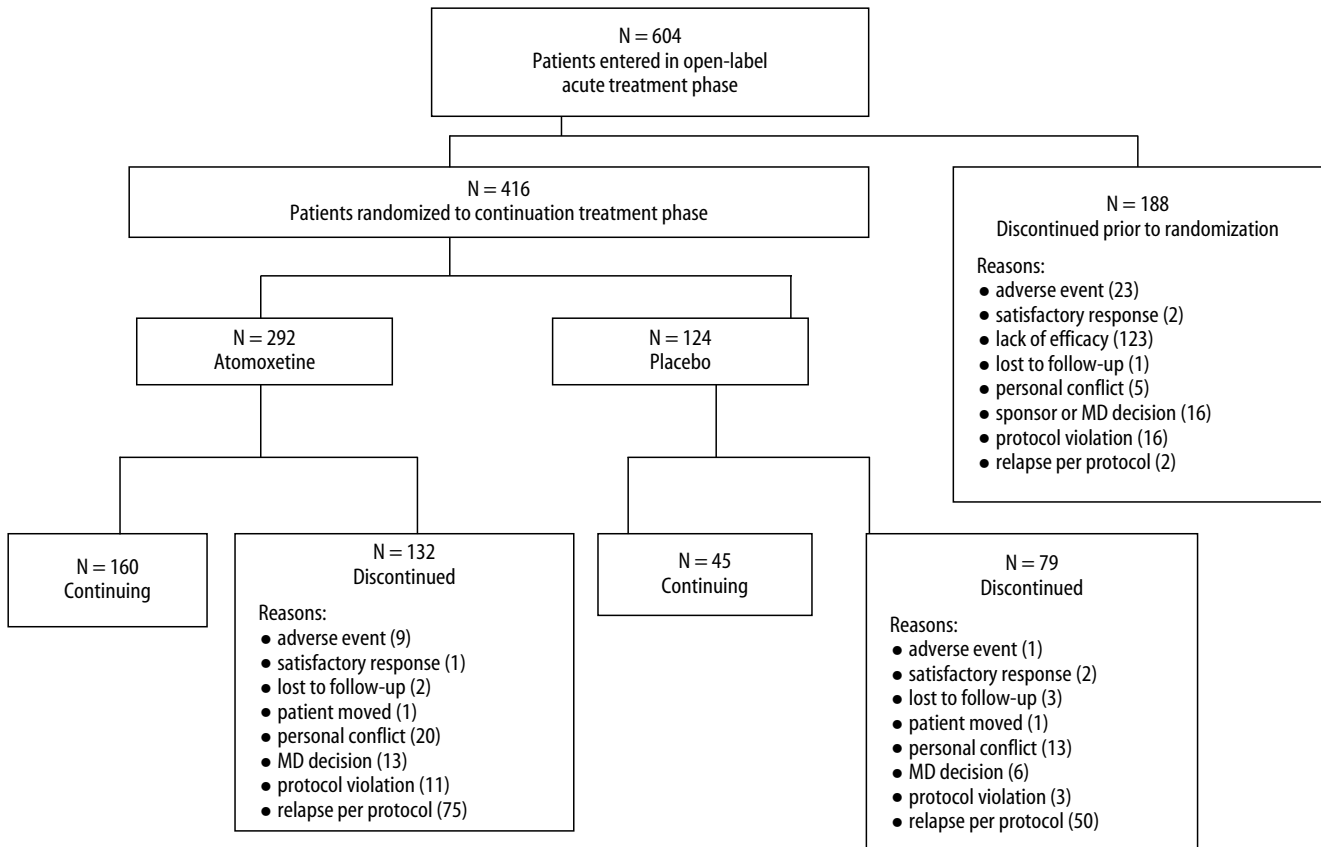 N = 604
Patients entered in open-label
acute treatment phase
N = 416
Patients randomized to continuation treatment phase
N = 188
Discontinued prior to randomization
Reasons:
● adverse event (23)
● satisfactory response (2)
● lack of efficacy (123)
● lost to follow-up (1)
● personal conflict (5)
● sponsor or MD decision (16)
● protocol violation (16)
● relapse per protocol (2)
N = 292
Atomoxetine
N = 124
Placebo
N = 160
Continuing
N = 132
Discontinued
Reasons:
● adverse event (9)
● satisfactory response (1)
● lost to follow-up (2)
● patient moved (1)
● personal conflict (20)
● MD decision (13)
● protocol violation (11)
● relapse per protocol (75)
N = 45
Continuing
N = 79
Discontinued
Reasons:
● adverse event (1)
● satisfactory response (2)
● lost to follow-up (3)
● patient moved (1)
● personal conflict (13)
● MD decision (6)
● protocol violation (3)
● relapse per protocol (50)